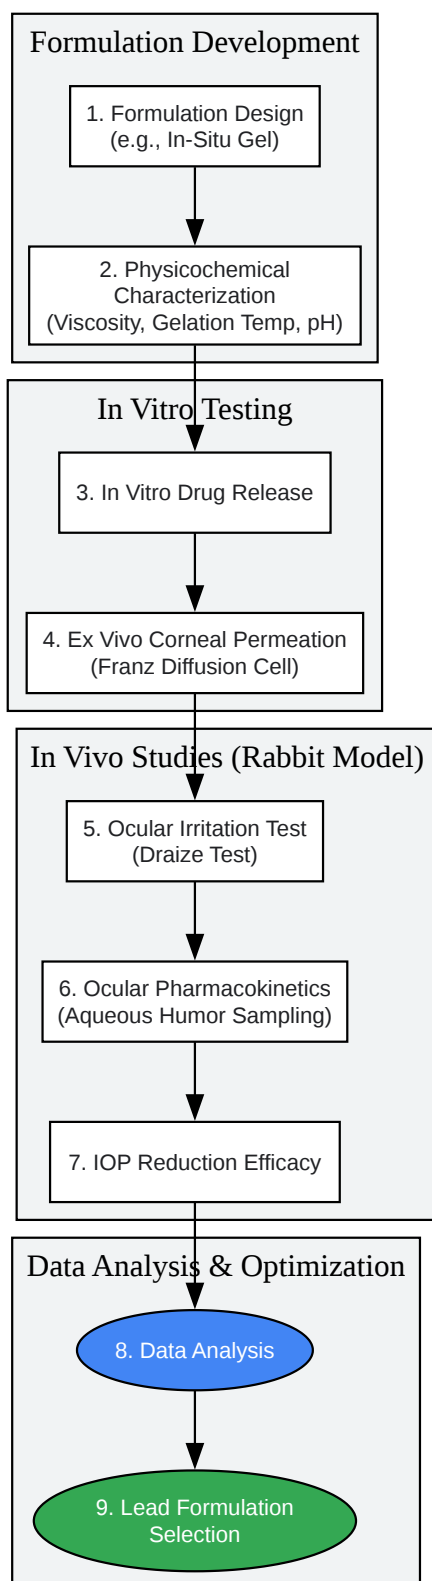 Formulation Development
1. Formulation Design
(e.g., In-Situ Gel)
2. Physicochemical
Characterization
(Viscosity, Gelation Temp, pH)
In Vitro Testing
3. In Vitro Drug Release
4. Ex Vivo Corneal Permeation
(Franz Diffusion Cell)
In Vivo Studies (Rabbit Model)
5. Ocular Irritation Test
(Draize Test)
6. Ocular Pharmacokinetics
(Aqueous Humor Sampling)
7. IOP Reduction Efficacy
Data Analysis & Optimization
8. Data Analysis
9. Lead Formulation
Selection